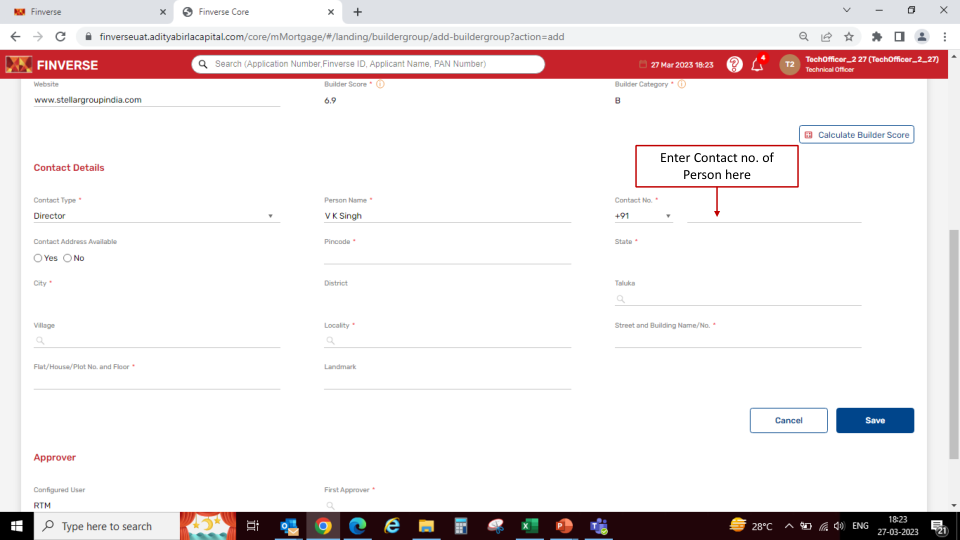 Finverse
Finverse Core
finverseuat.adityabirlacapital.com/core/mMortgage/#/landing/buildergroup/add-buildergroup?action=add
FINVERSE
Search (Application Number,Finverse ID, Applicant Name, PAN Number)
27 Mar 2023 18:23
4
T2
TechOfficer_2 27 (TechOfficer_2_27)
Technical Officer
Website
Builder Score *
Builder Category *
www.stellargroupindia.com
6.9
B
Calculate Builder Score
Contact Details
Enter Contact no. of
Person here
Contact Type *
Person Name *
Contact No. *
Director
V K Singh
+91
Contact Address Available
Pincode *
State *
Yes
No
City *
District
Taluka
Village
Locality *
Street and Building Name/No. *
Flat/House/Plot No. and Floor *
Landmark
Cancel
Save
Approver
Configured User
First Approver *
RTM
Type here to search
28°C
ENG
18:23
27-03-2023
21